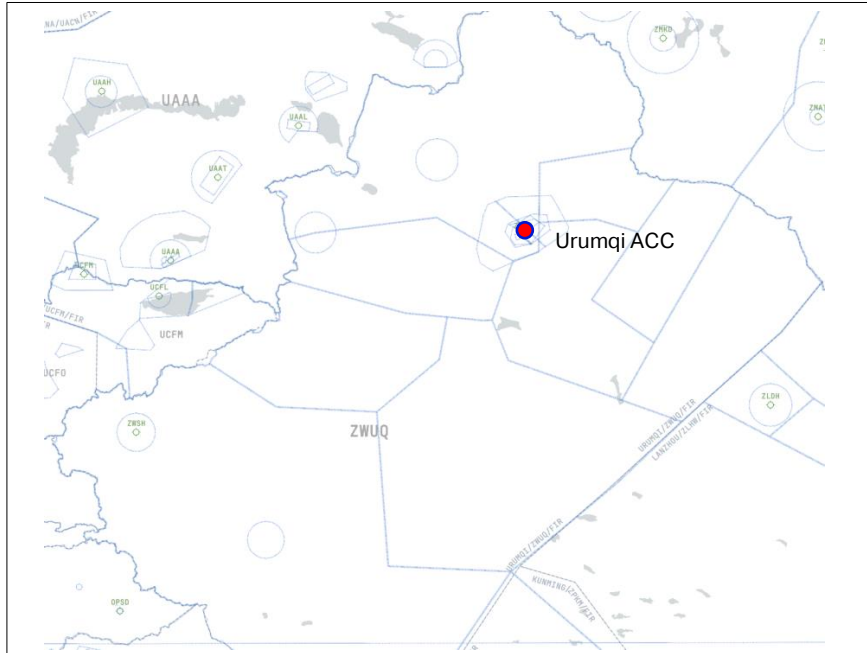 NA/UACN/FIR
ZMKD
UAAH
UAAA
UAAL
UAAT
UAAA
UCFM
UCFL
UCFM/FIR
UCFM
UCFO
Urumqi ACC
ZLDH
ZWSH
ZWUQ
URUMQI/ZWUQ/FIR
LANZHOU/ZLHW/FIR
URUMQI/ZWUQ/FIR
KUNMING/ZPKM/FIR
OPSD